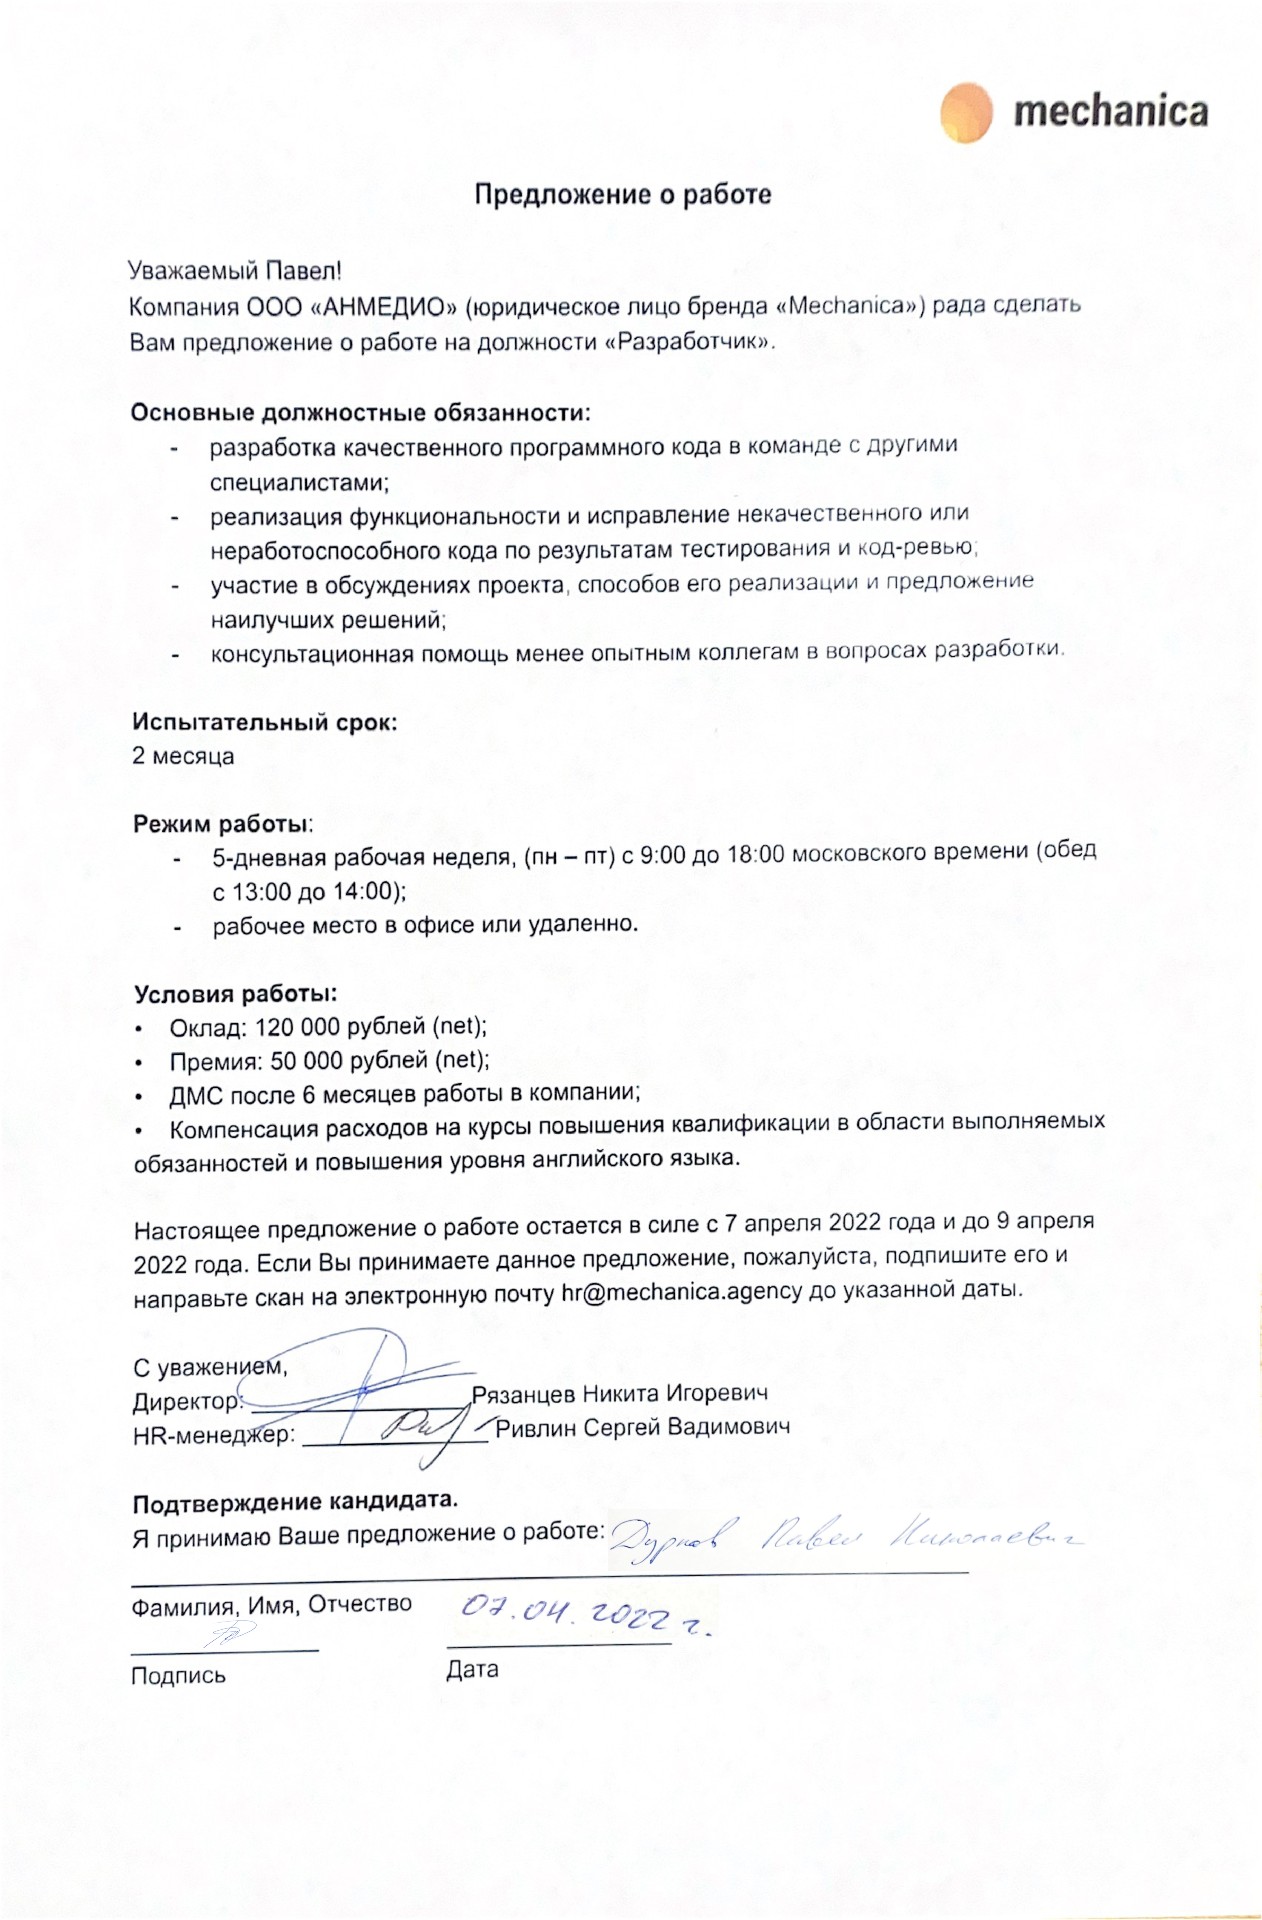 mechanica
Предложение о работе
Уважаемый Павел!
Компания ООО «АНМЕДИО» (юридическое лицо бренда «Mechanica») рада сделать
Вам предложение о работе на должности «Разработчик».
Основные должностные обязанности:
- разработка качественного программного кода в команде с другими
специалистами;
- реализация функциональности и исправление некачественного или
неработоспособного кода по результатам тестирования и код-ревью;
- участие в обсуждениях проекта, способов его реализации и предложение
наилучших решений;
- консультационная помощь менее опытным коллегам в вопросах разработки.
Испытательный срок:
2 месяца
Режим работы:
- 5-дневная рабочая неделя, (пн – пт) с 9:00 до 18:00 московского времени (обед
с 13:00 до 14:00);
- рабочее место в офисе или удаленно.
Условия работы:
• Оклад: 120 000 рублей (net);
• Премия: 50 000 рублей (net);
• ДМС после 6 месяцев работы в компании;
• Компенсация расходов на курсы повышения квалификации в области выполняемых
обязанностей и повышения уровня английского языка.
Настоящее предложение о работе остается в силе с 7 апреля 2022 года и до 9 апреля
2022 года. Если Вы принимаете данное предложение, пожалуйста, подпишите его и
направьте скан на электронную почту hr@mechanica.agency до указанной даты.
С уважением,
Директор: Рязанцев Никита Игоревич
HR-менеджер: Ривлин Сергей Вадимович
Подтверждение кандидата.
Я принимаю Ваше предложение о работе: Павел Николаевич
Фамилия, Имя, Отчество
07.04.2022 г.
Подпись Дата